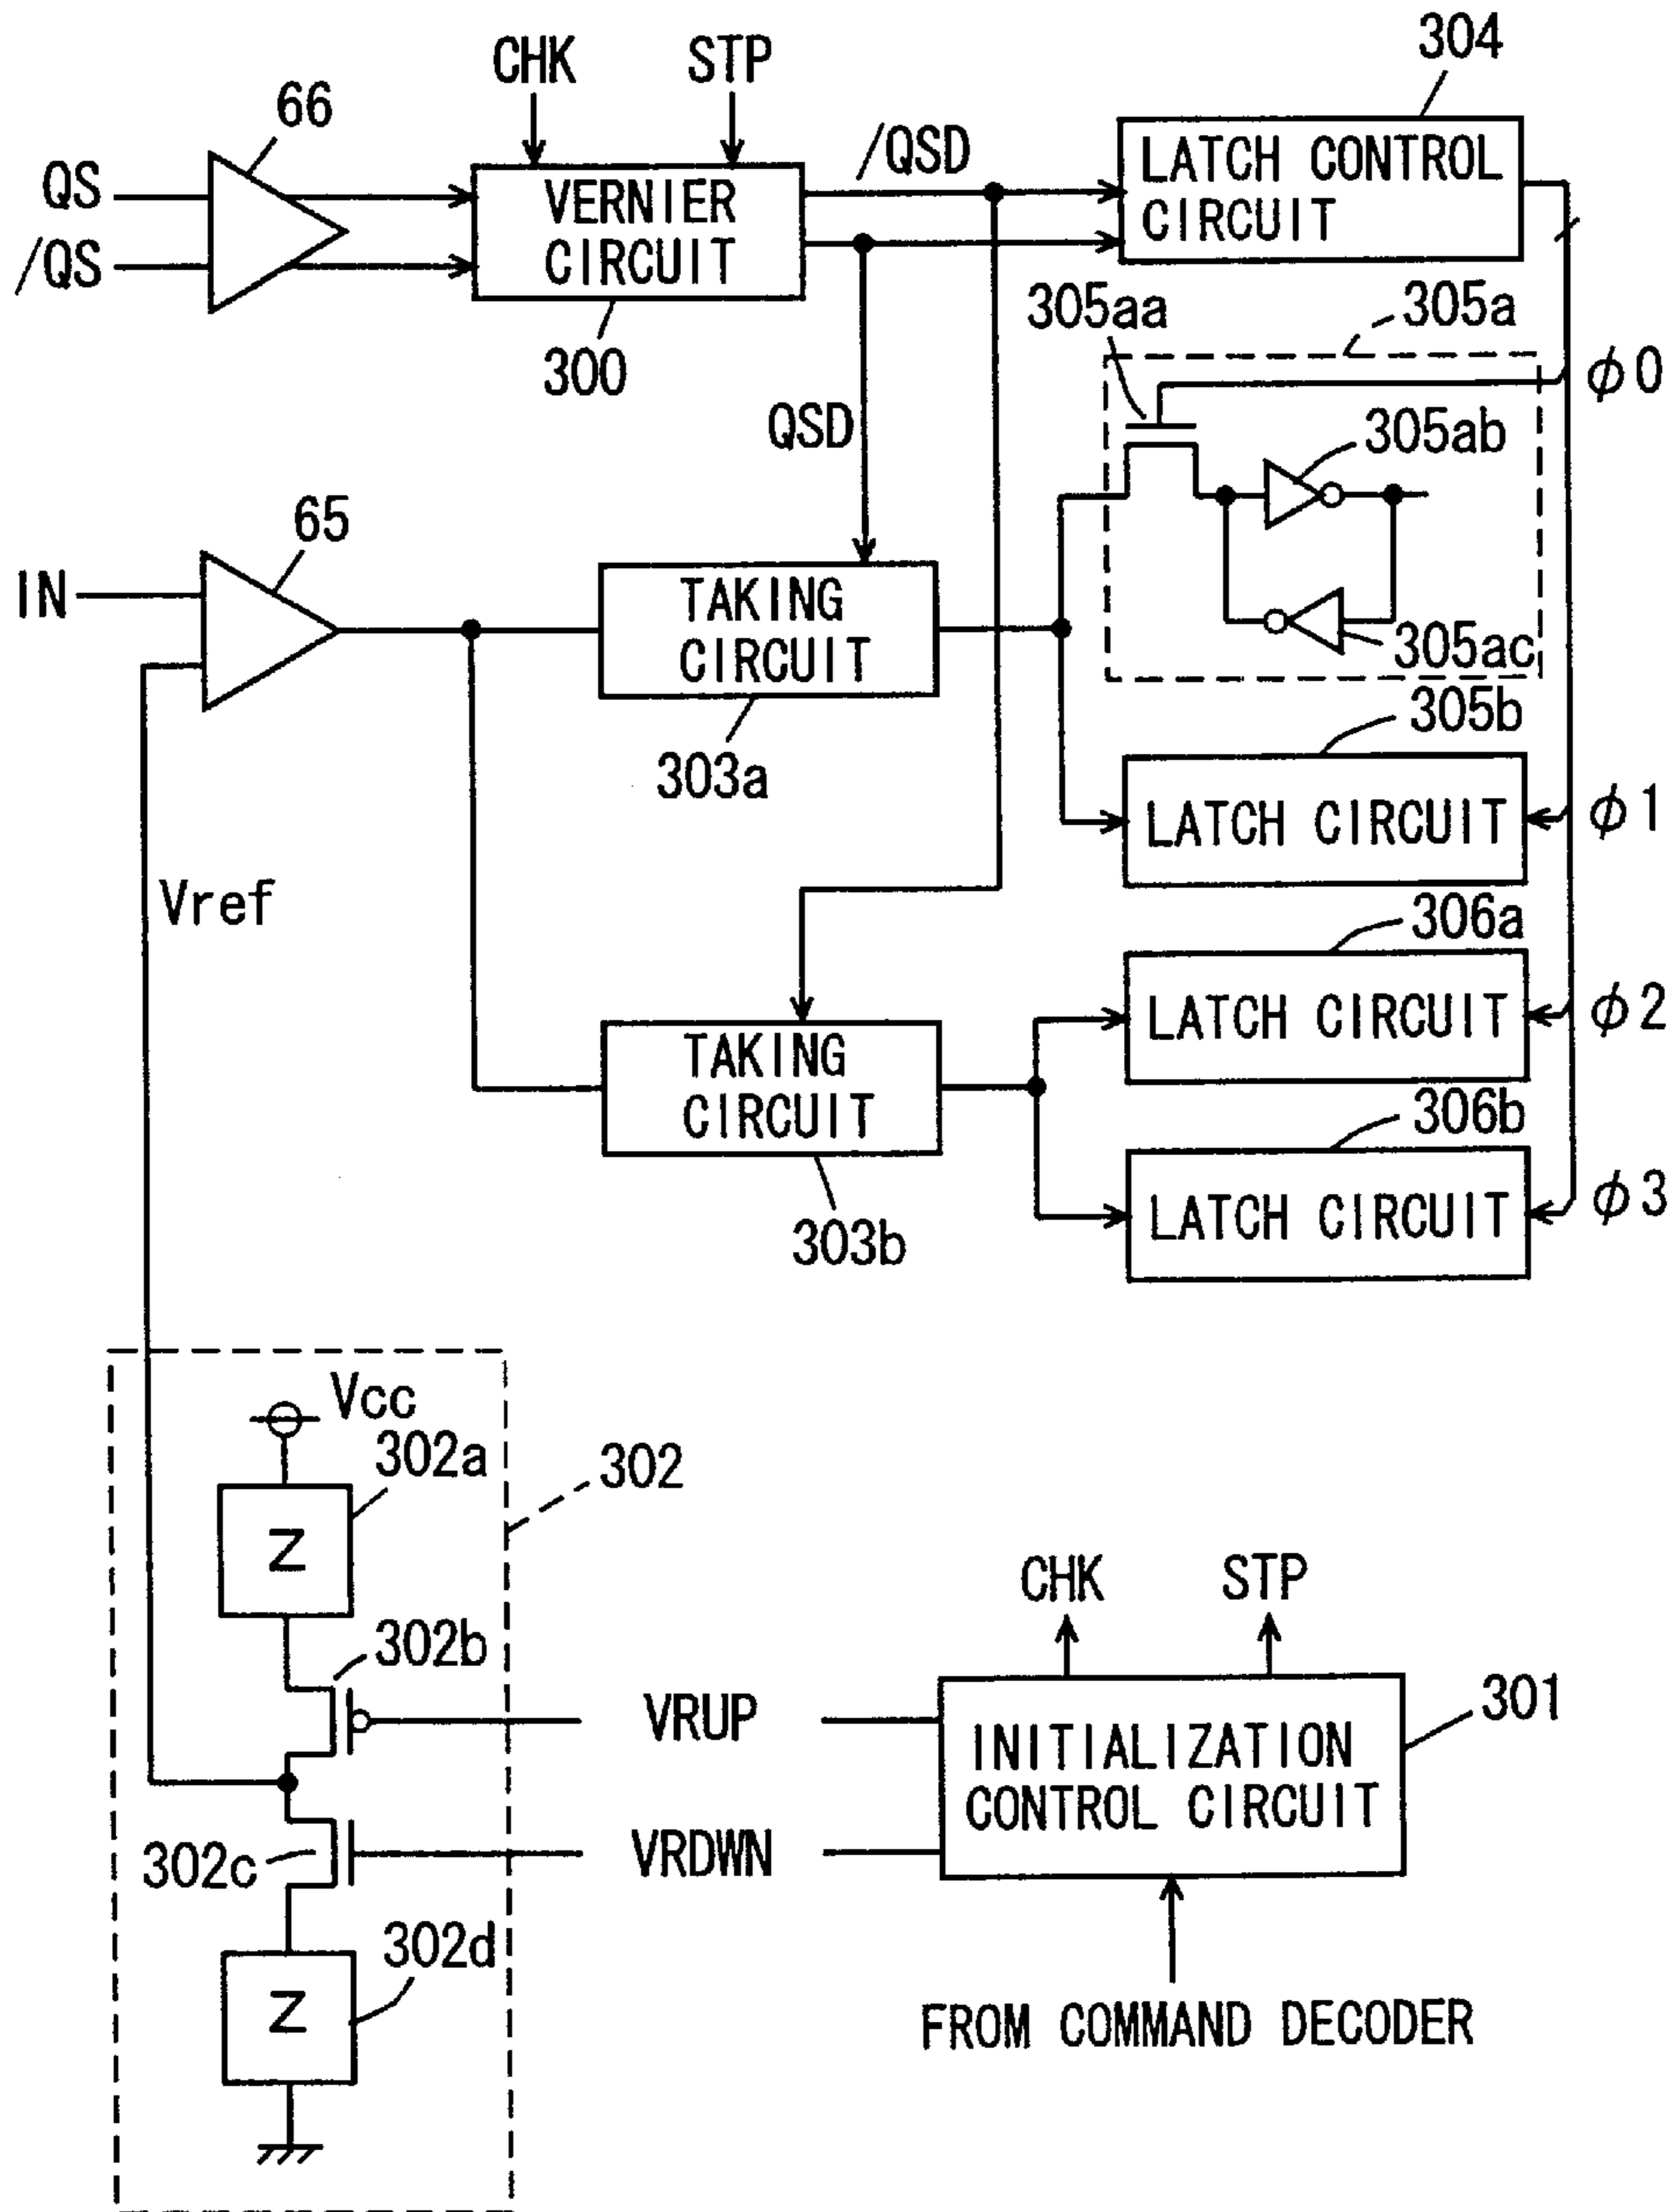 CHK
STP
304
66
/QSD
LATCH CONTROL
CIRCUIT
QS
VERNIER
CIRCUIT
/QS
305aa
305a
300
φ0
QSD
305ab
65
IN
TAKING
CIRCUIT
305ac
305b
303a
LATCH CIRCUIT
φ1
Vref
306a
LATCH CIRCUIT
φ2
TAKING
CIRCUIT
306b
LATCH CIRCUIT
φ3
303b
Vcc
302a
302
Z
CHK
STP
302b
301
VRUP
INITIALIZATION
CONTROL CIRCUIT
302c
VRDWN
302d
Z
FROM COMMAND DECODER